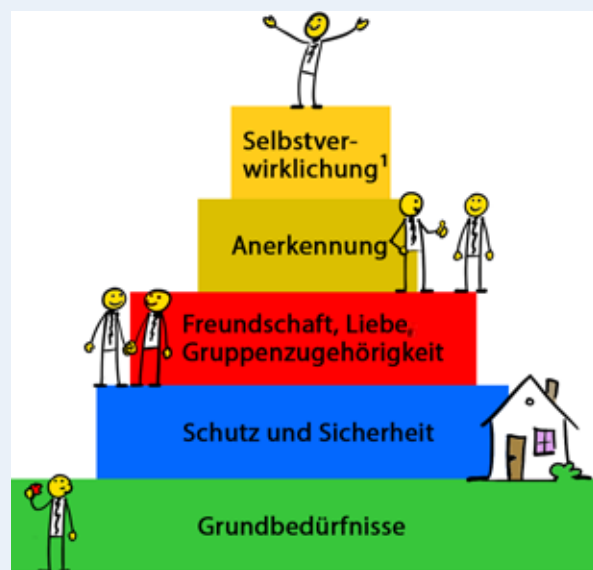 Selbstver-
wirklichung¹
Anerkennung
Freundschaft, Liebe,
Gruppenzugehörigkeit
Schutz und Sicherheit
Grundbedürfnisse